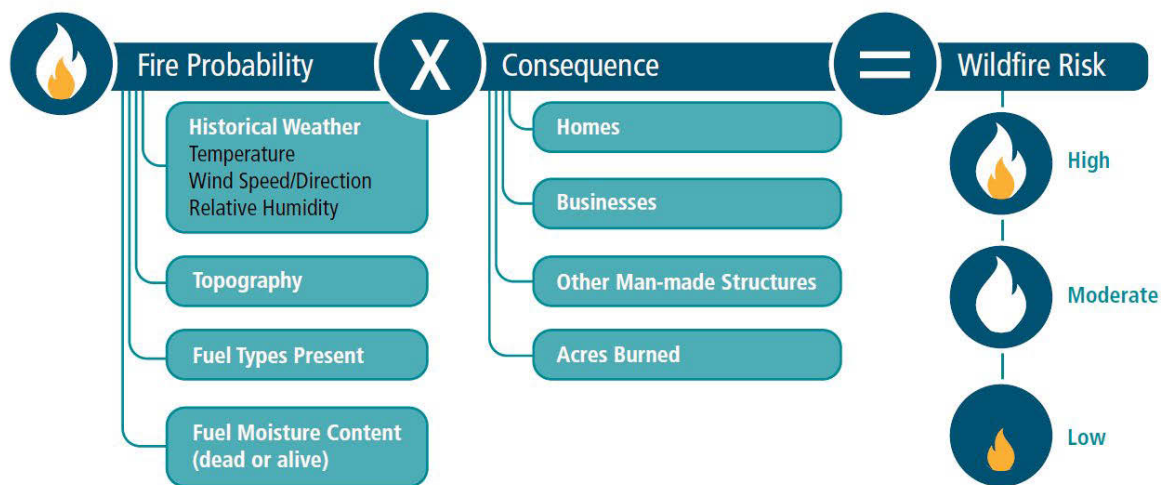 Fire Probability
X
Consequence
=
Wildfire Risk
Historical Weather
Temperature
Wind Speed/Direction
Relative Humidity
Topography
Fuel Types Present
Fuel Moisture Content
(dead or alive)
Homes
Businesses
Other Man-made Structures
Acres Burned
High
Moderate
Low